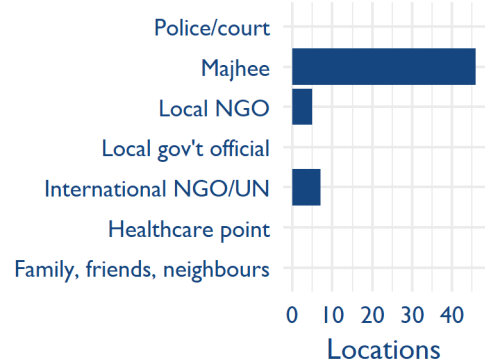 Police/court
Majhee
Local NGO
Local gov't official
International NGO/UN
Healthcare point
Family, friends, neighbours
0 10 20 30 40
Locations